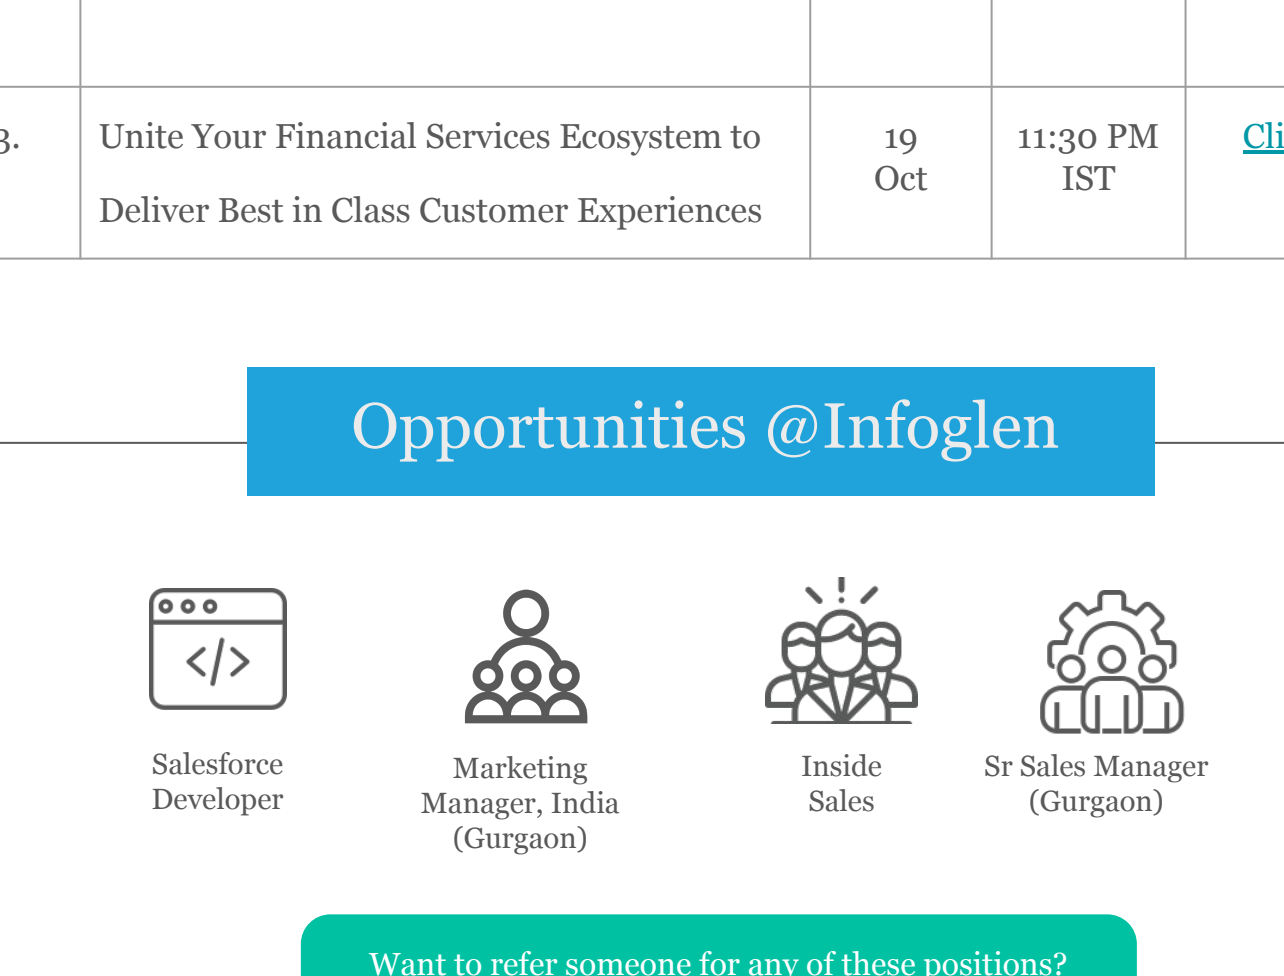 3.
Unite Your Financial Services Ecosystem to
Deliver Best in Class Customer Experiences
19
Oct
11:30 PM
IST
Cli
Opportunities @Infoglen
</>
Salesforce
Developer
Marketing
Manager, India
(Gurgaon)
Inside
Sales
Sr Sales Manager
(Gurgaon)
Want to refer someone for any of these positions?